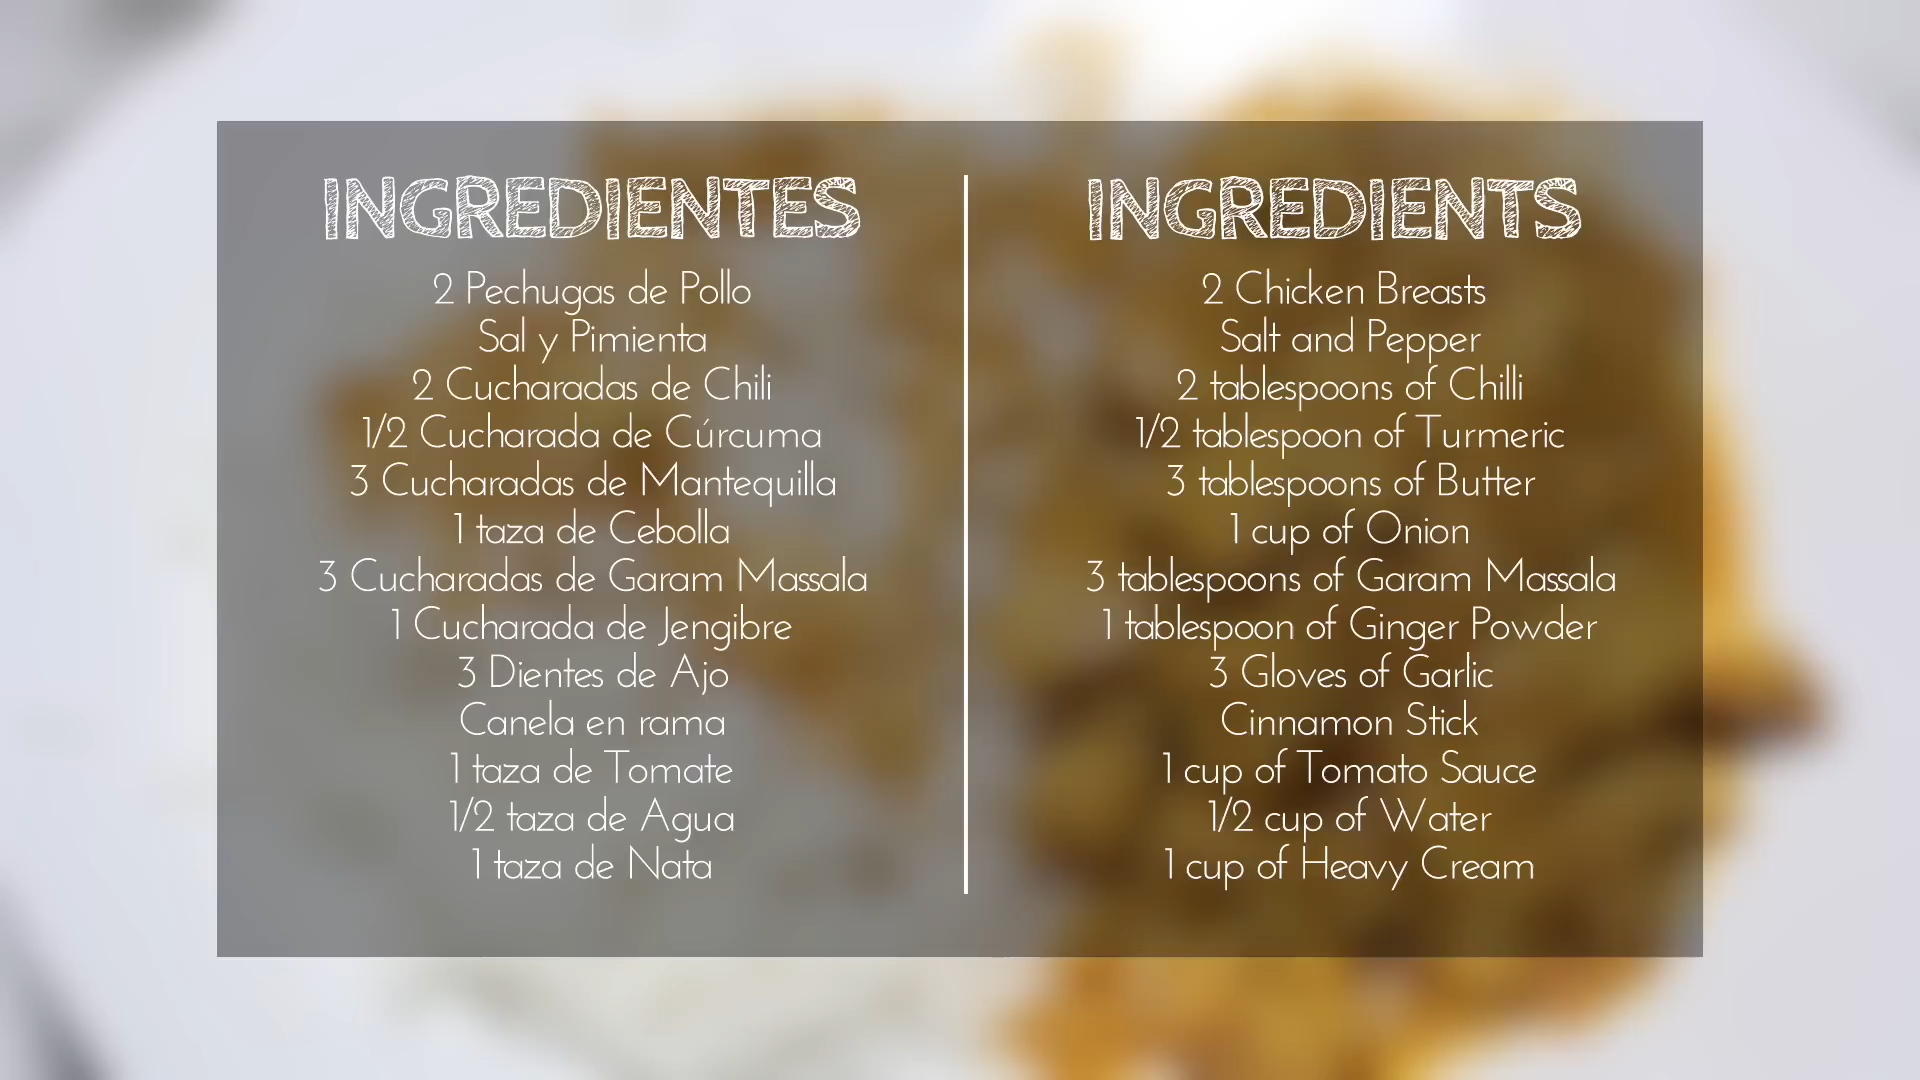 INGREDIENTES
2 Pechugas de Pollo
Sal y Pimienta
2 Cucharadas de Chili
1/2 Cucharada de Cúrcuma
3 Cucharadas de Mantequilla
1 taza de Cebolla
3 Cucharadas de Garam Massala
1 Cucharada de Jengibre
3 Dientes de Ajo
Canela en rama
1 taza de Tomate
1/2 taza de Agua
1 taza de Nata
INGREDIENTS
2 Chicken Breasts
Salt and Pepper
2 tablespoons of Chilli
1/2 tablespoon of Turmeric
3 tablespoons of Butter
1 cup of Onion
3 tablespoons of Garam Massala
1 tablespoon of Ginger Powder
3 Gloves of Garlic
Cinnamon Stick
1 cup of Tomato Sauce
1/2 cup of Water
1 cup of Heavy Cream